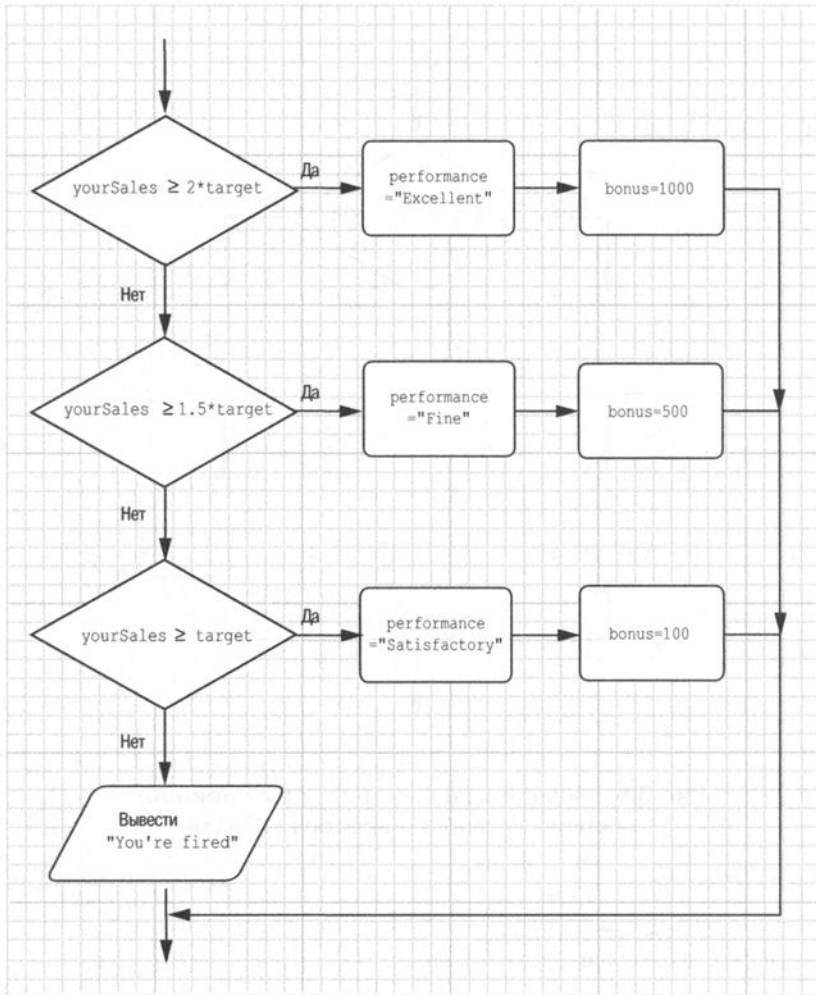 yourSales ≥ 2*target
Да
performance
="Excellent"
bonus=1000
Нет
yourSales ≥ 1.5*target
Да
performance
="Fine"
bonus=500
Нет
yourSales ≥ target
Да
performance
="Satisfactory"
bonus=100
Нет
Вывести
"You're fired"